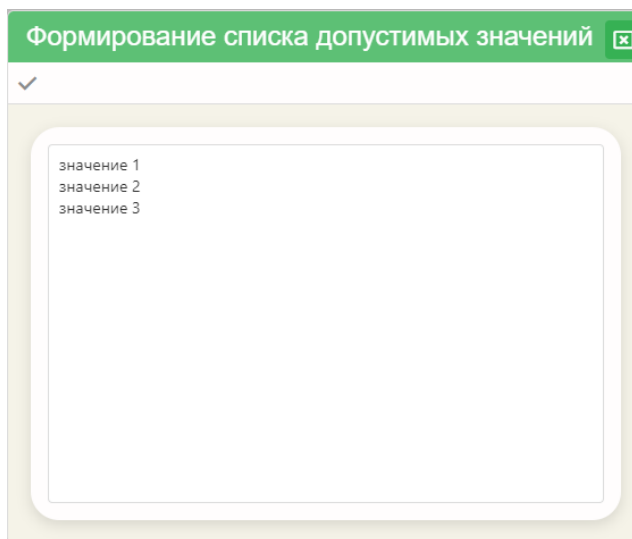 Формирование списка допустимых значений
значение 1
значение 2
значение 3